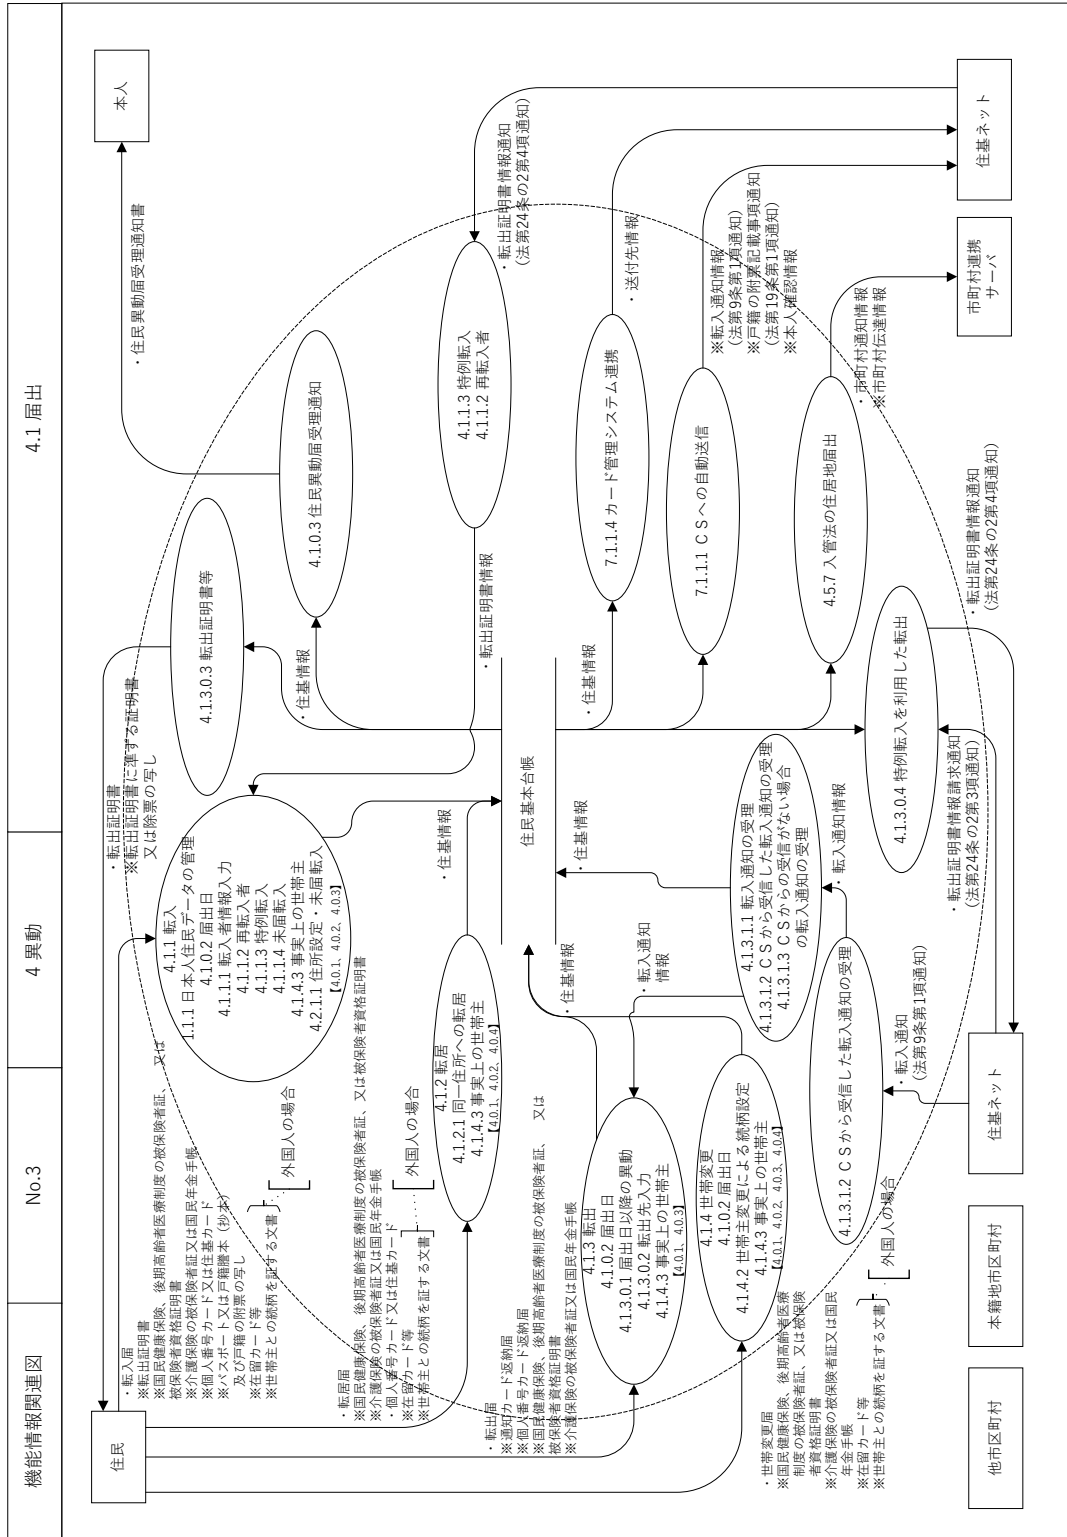 機能情報関連図
No.3
4 異動
4.1 届出
住民
本人
・住民異動届受理通知書
・転出証明書
※転出証明書に準ずる証明書
又は除票の写し
・転入届
※転出証明書
※国民健康保険、後期高齢者医療制度の被保険者証、 又は
被保険者資格証明書
※介護保険の被保険者証又は国民年金手帳
※個人番号カード又は住基カード
※パスポート又は戸籍謄本（抄本）
及び戸籍の附票の写し
※在留カード等
※世帯主との続柄を証する文書
外国人の場合
4.1.1 転入
1.1.1 日本人住民データの管理
4.1.0.2 届出日
4.1.1.1 転入者情報入力
4.1.1.2 再転入者
4.1.1.3 特例転入
4.1.1.4 未届転入
4.1.4.3 事実上の世帯主
4.2.1.1 住所設定・未届転入
【4.0.1、4.0.2、4.0.3】
4.1.3.0.3 転出証明書等
・住基情報
4.1.0.3 住民異動届受理通知
4.1.1.3 特例転入
4.1.1.2 再転入者
・転出証明書情報
・転出証明書情報通知
(法第24条の2第4項通知)
・転居届
※国民健康保険、後期高齢者医療制度の被保険者証、又は被保険者資格証明書
※介護保険の被保険者証又は国民年金手帳
・個人番号カード又は住基カード
※在留カード等
※世帯主との続柄を証する文書
外国人の場合
4.1.2 転居
4.1.2.1 同一住所への転居
4.1.4.3 事実上の世帯主
【4.0.1、4.0.2、4.0.4】
・住基情報
住民基本台帳
・転出届
※通知カード返納届
※個人番号カード返納届
※国民健康保険、後期高齢者医療制度の被保険者証、 又は
被保険者資格証明書
※介護保険の被保険者証又は国民年金手帳
4.1.3 転出
4.1.0.2 届出日
4.1.3.0.1 届出日以降の異動
4.1.3.0.2 転出先入力
4.1.4.3 事実上の世帯主
【4.0.1、4.0.3】
・住基情報
・転入通知
情報
・住基情報
・住基情報
7.1.1.4 カード管理システム連携
・送付先情報
4.1.4 世帯変更
4.1.0.2 届出日
4.1.4.2 世帯主変更による続柄設定
4.1.4.3 事実上の世帯主
【4.0.1、4.0.2、4.0.3、4.0.4】
4.1.3.1.1 転入通知の受理
4.1.3.1.2 CSから受信した転入通知の受理
4.1.3.1.3 CSからの受信がない場合
の転入通知の受理
7.1.1.1 CSへの自動送信
※転入通知情報
(法第9条第1項通知)
※戸籍の附票記載事項通知
(法第19条第1項通知)
※本人確認情報
・世帯変更届
※国民健康保険、後期高齢者医療
制度の被保険者証、又は被保険
者資格証明書
※介護保険の被保険者証又は国民
年金手帳
※在留カード等
※世帯主との続柄を証する文書
外国人の場合
4.1.3.1.2 CSから受信した転入通知の受理
・転入通知情報
・転入通知
(法第9条第1項通知)
4.5.7 入管法の住居地届出
・市町村通知情報
※市町村伝達情報
4.1.3.0.4 特例転入を利用した転出
・転出証明書情報請求通知
(法第24条の2第3項通知)
・転出証明書情報通知
(法第24条の2第4項通知)
他市区町村
本籍地市区町村
住基ネット
市町村連携
サーバ
住基ネット